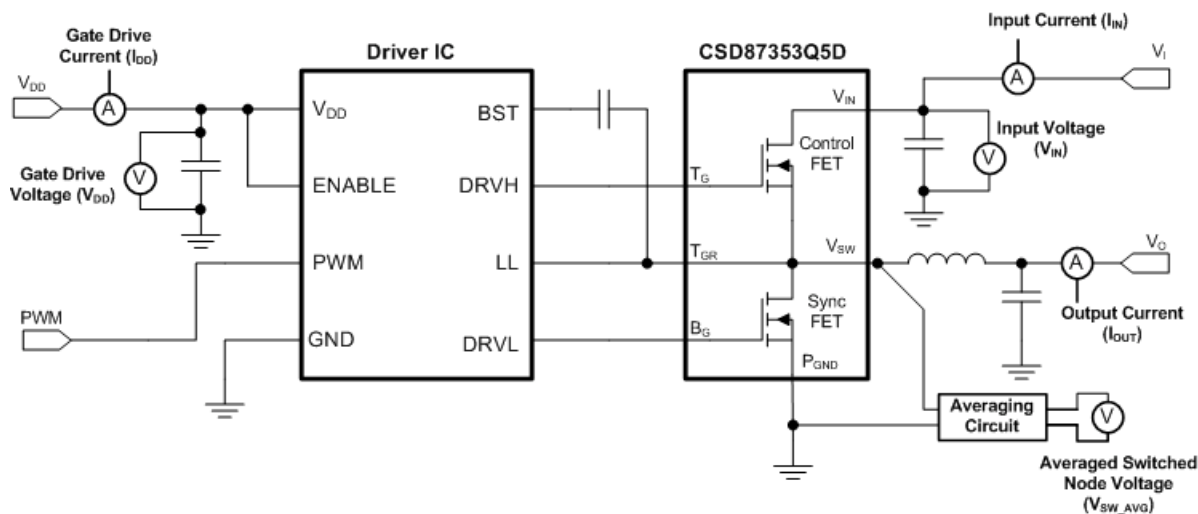 Gate Drive
Current (IDD)
VDD
A
Gate Drive
Voltage (VDD)
V
PWM
Driver IC
VDD
ENABLE
PWM
GND
BST
DRVH
LL
DRVL
CSD87353Q5D
VIN
Control
FET
TG
TGR
VSW
Sync
FET
BG
PGND
Input Current (IIN)
A
VI
Input Voltage
(VIN)
V
VO
A
Output Current
(IOUT)
Averaging
Circuit
V
Averaged Switched
Node Voltage
(VSW_AVG)